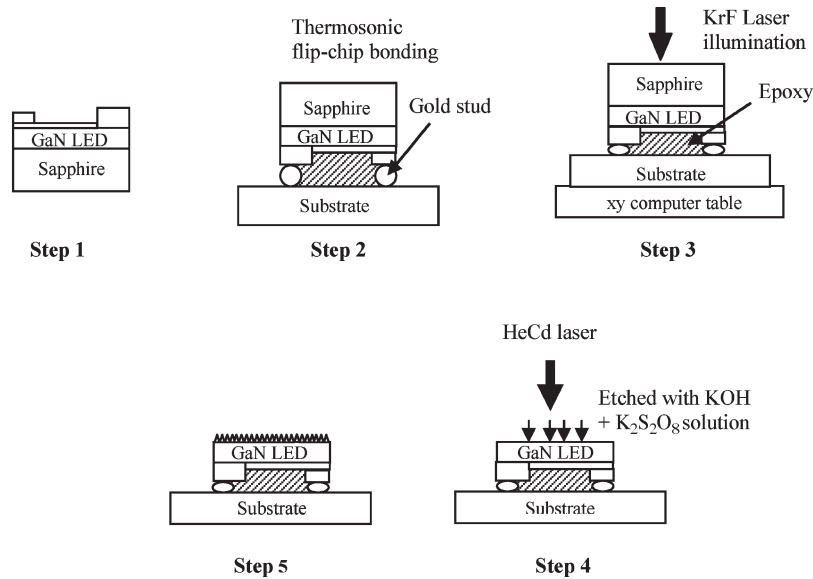 GaN LED
Sapphire
Step 1
Thermosonic
flip-chip bonding
Sapphire
GaN LED
Gold stud
Substrate
Step 2
KrF Laser
illumination
Sapphire
GaN LED
Epoxy
Substrate
xy computer table
Step 3
GaN LED
Substrate
Step 5
HeCd laser
Etched with KOH
+ K₂S₂O₈ solution
GaN LED
Substrate
Step 4